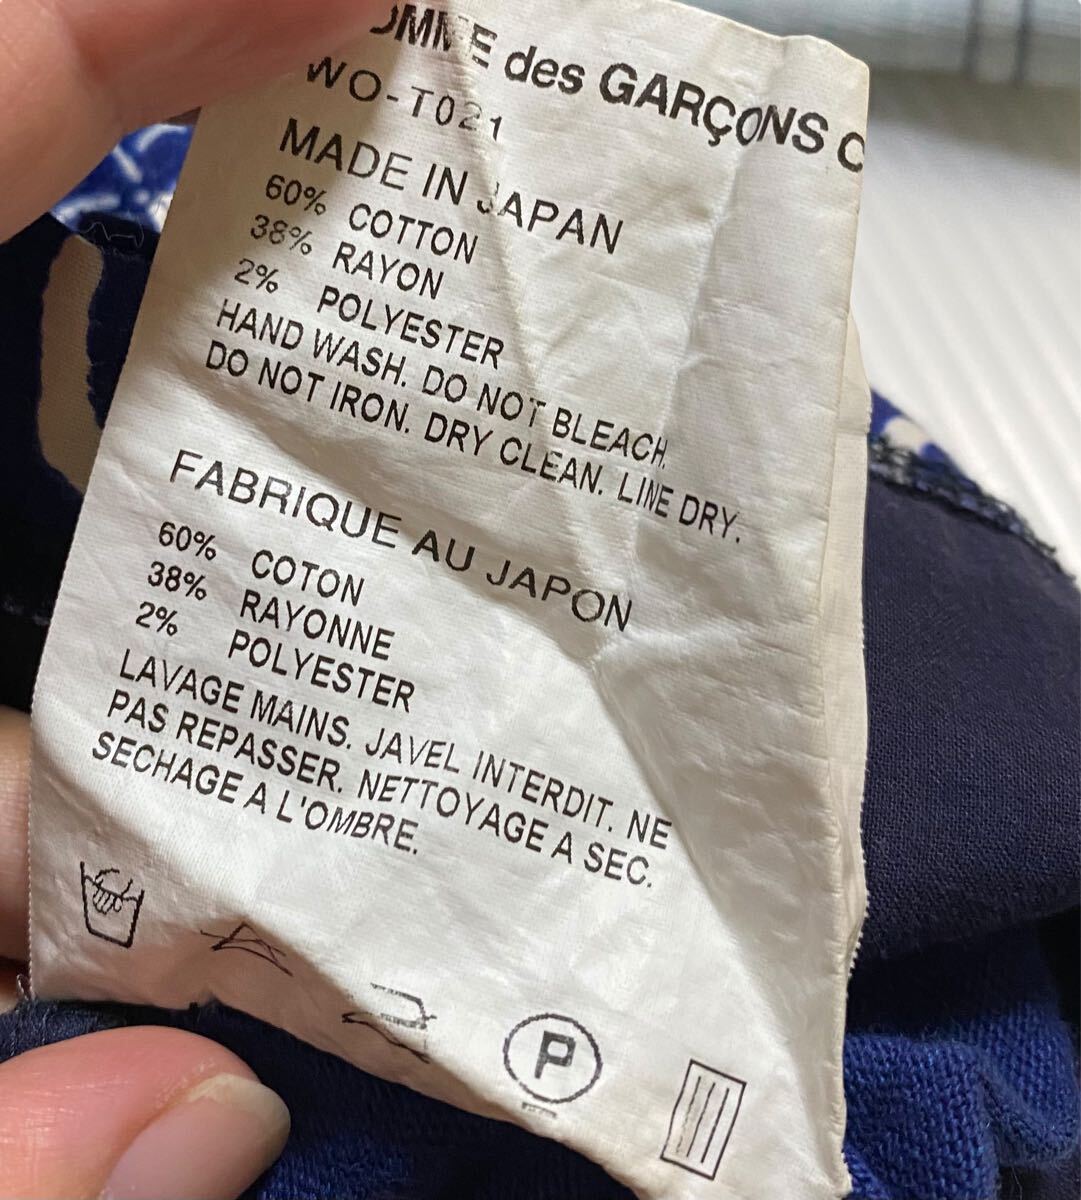 COMME des GARÇONS C
WO-T021
MADE IN JAPAN
60% COTTON
38% RAYON
2% POLYESTER
HAND WASH. DO NOT BLEACH.
DO NOT IRON. DRY CLEAN. LINE DRY.
FABRIQUE AU JAPON
60% COTON
38% RAYONNE
2% POLYESTER
LAVAGE MAINS. JAVEL INTERDIT. NE
PAS REPASSER. NETTOYAGE A SEC.
SECHAGE A L'OMBRE.
P